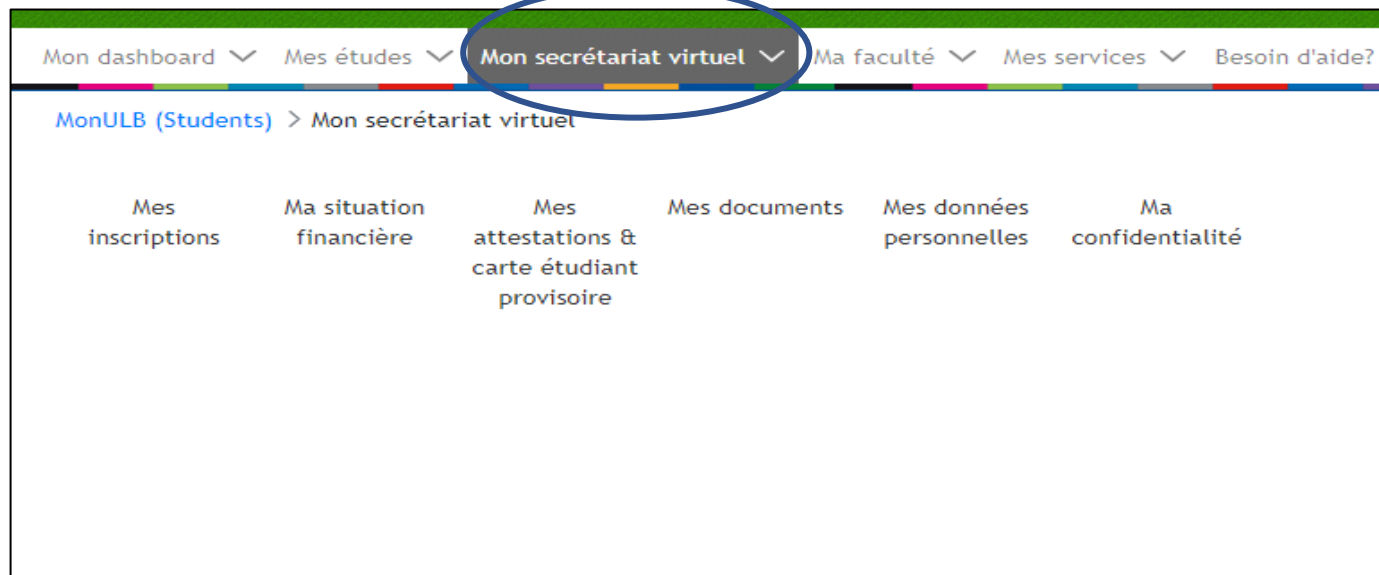 Mon dashboard Mes études Mon secrétariat virtuel Ma faculté Mes services Besoin d'aide?
MonULB (Students) > Mon secrétariat virtuel
Mes
inscriptions
Ma situation
financière
Mes
attestations &
carte étudiant
provisoire
Mes documents
Mes données
personnelles
Ma
confidentialité